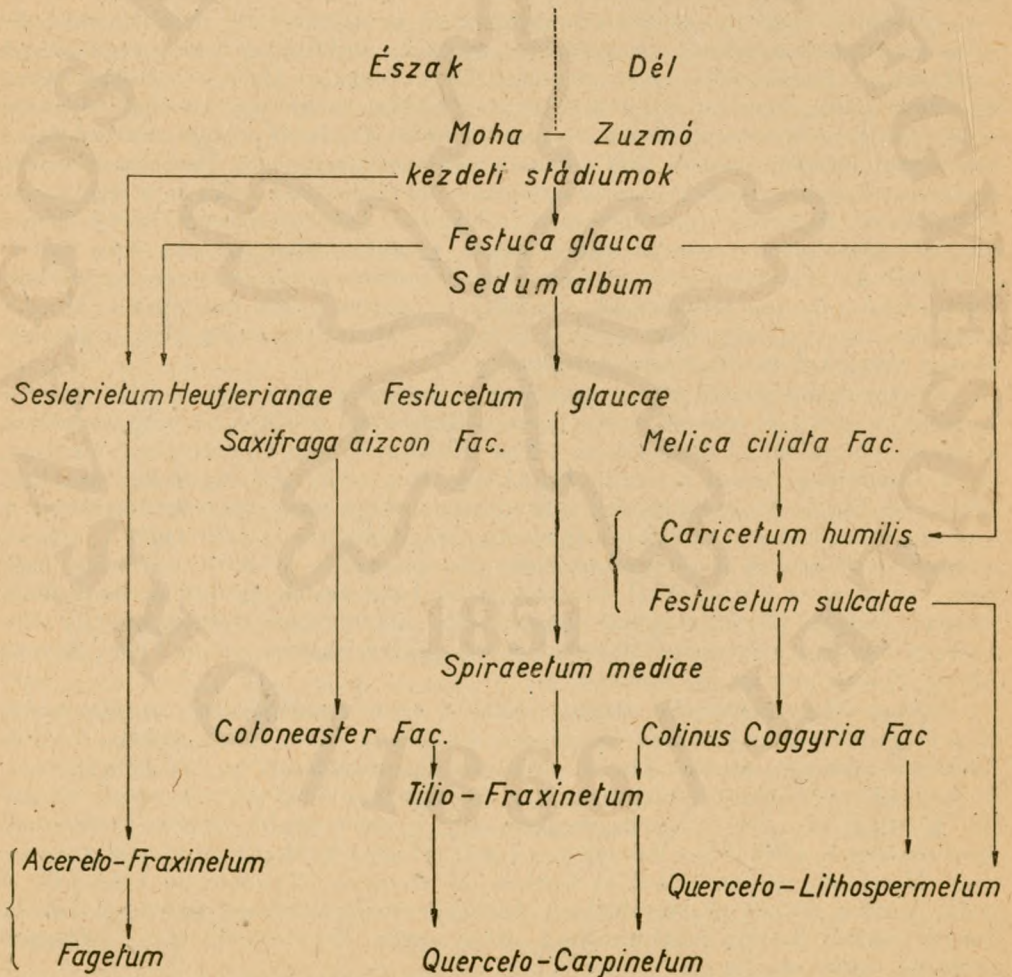 Észak Dél
Moha — Zuzmó
kezdeti stádiumok
Festuca glauca
Sedum album
Seslerietum Heuflerianae Festucetum glaucae
Saxifraga aizcon Fac. Melica ciliata Fac.
Caricetum humilis
Festucetum sulcatae
Spiraeetum mediae
Cotoneaster Fac. Cotinus Coggyria Fac
Tilio-Fraxinetum
Acereto-Fraxinetum
Querceto-Lithospermetum
Fagetum Querceto-Carpinetum
1851
1866